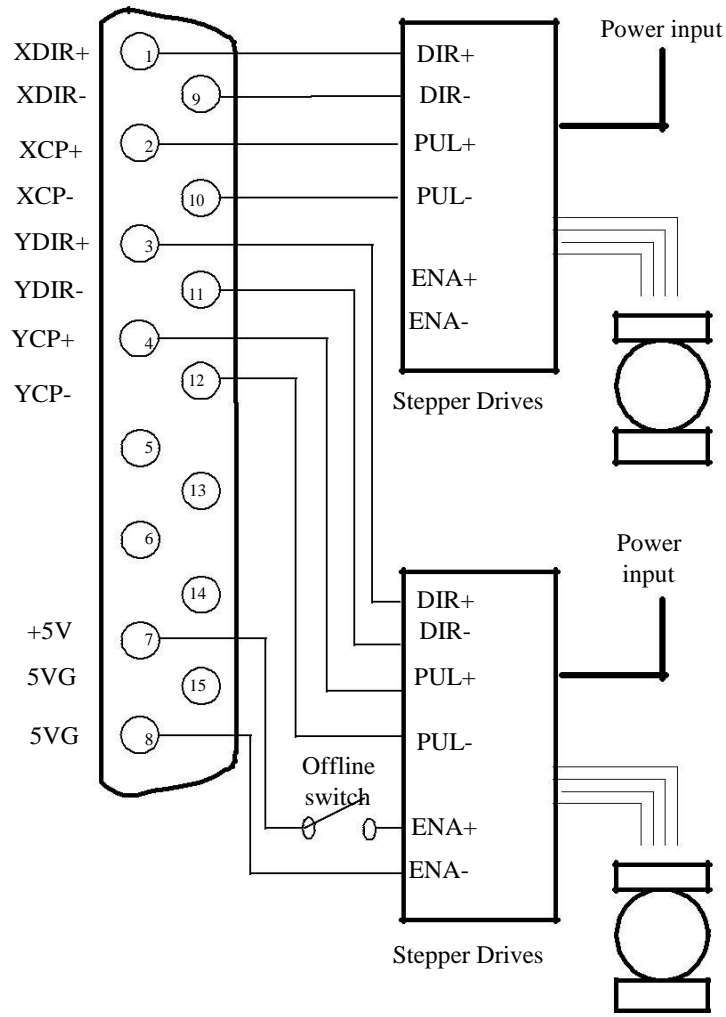 XDIR+
XDIR-
XCP+
XCP-
YDIR+
YDIR-
YCP+
YCP-
+5V
5VG
5VG
1
9
2
10
3
11
4
12
5
13
6
14
7
15
8
DIR+
DIR-
PUL+
PUL-
ENA+
ENA-
Stepper Drives
Power input
Offline
switch
DIR+
DIR-
PUL+
PUL-
ENA+
ENA-
Stepper Drives
Power
input